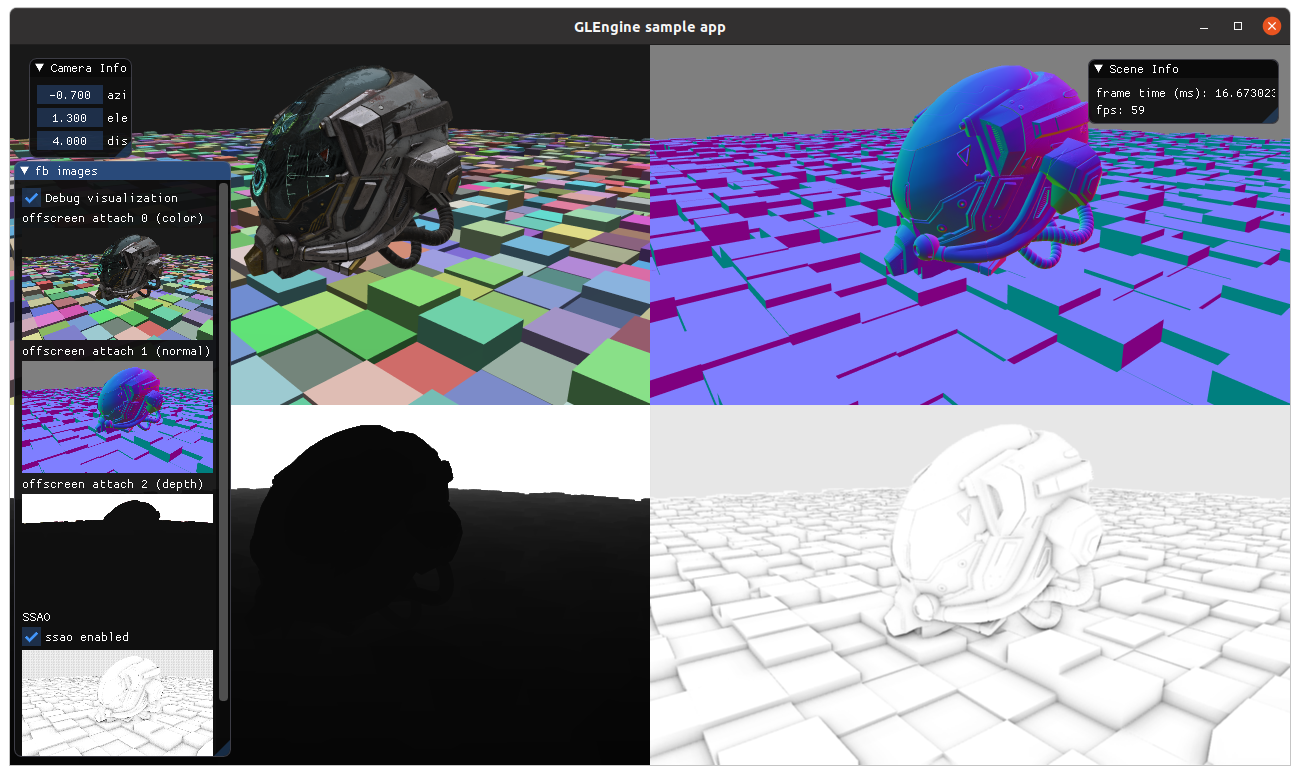 GLEngine sample app
Camera Info
-0.700 azi
1.300 ele
4.000 dis
Scene Info
frame time (ms): 16.673023
fps: 59
fb images
Debug visualization
offscreen attach 0 (color)
offscreen attach 1 (normal)
offscreen attach 2 (depth)
SSAO
ssao enabled